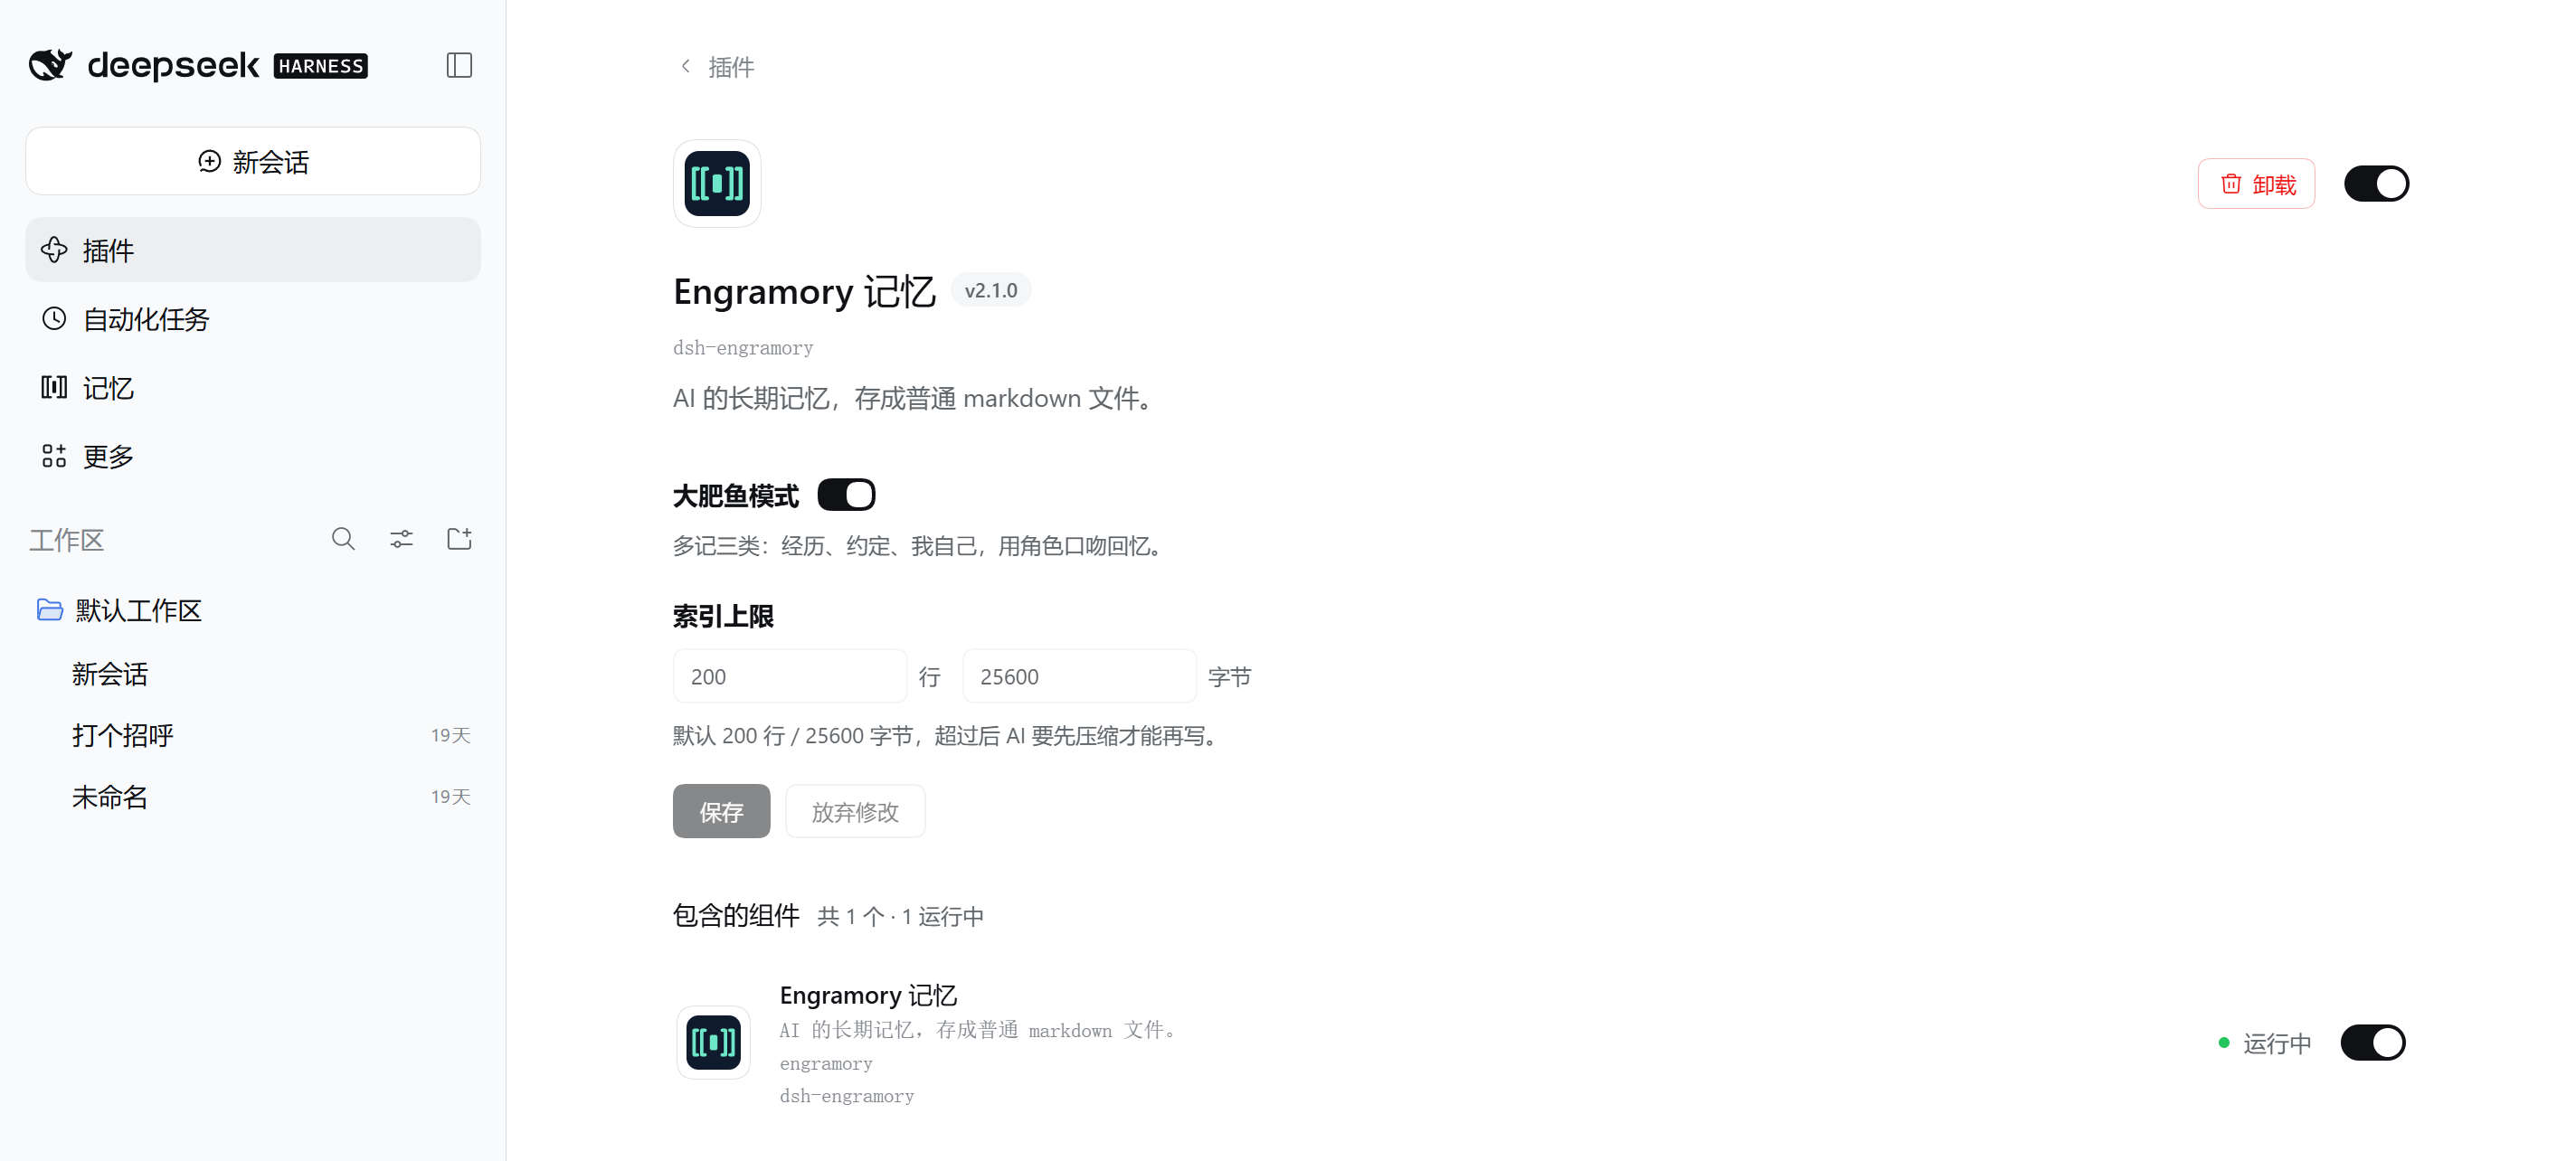 deepseek HARNESS
新会话
插件
自动化任务
记忆
更多
工作区
默认工作区
新会话
打个招呼 19天
未命名 19天
插件
卸载
Engramory 记忆 v2.1.0
dsh-engramory
AI 的长期记忆，存成普通 markdown 文件。
大肥鱼模式
多记三类：经历、约定、我自己，用角色口吻回忆。
索引上限
200 行 25600 字节
默认 200 行 / 25600 字节，超过后 AI 要先压缩才能再写。
保存 放弃修改
包含的组件 共 1 个 · 1 运行中
Engramory 记忆
AI 的长期记忆，存成普通 markdown 文件。
engramory
dsh-engramory
运行中